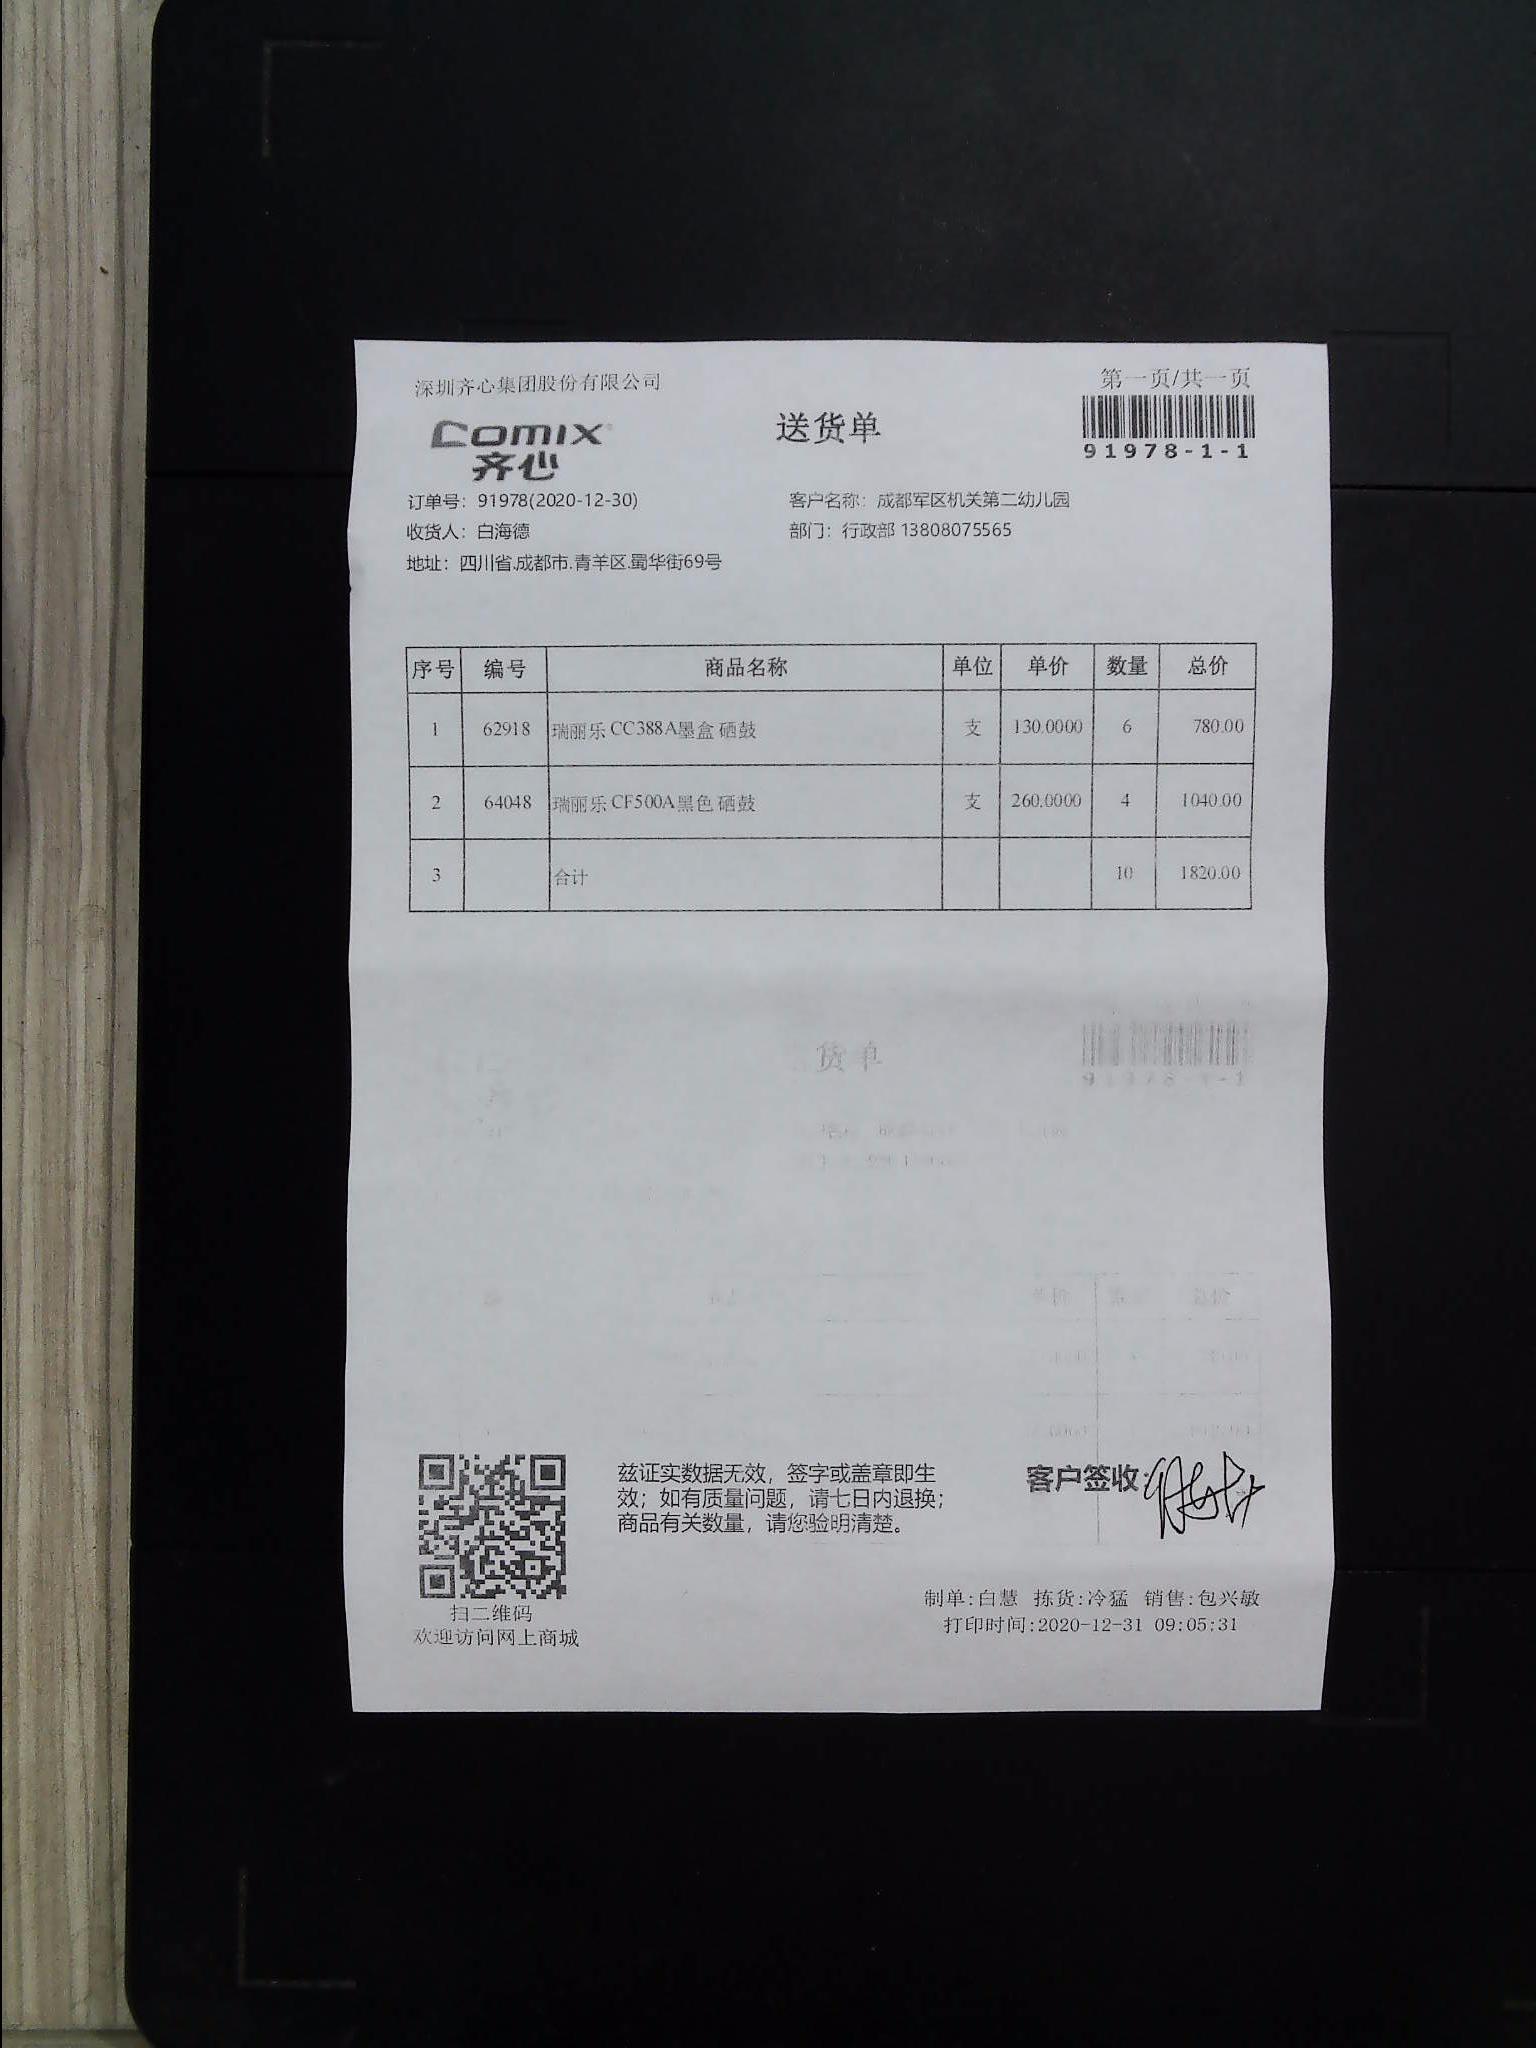 深圳齐心集团股份有限公司
第一页/共一页
COMIX
齐心
送货单
91978-1-1
订单号：91978(2020-12-30)
客户名称：成都军区机关第二幼儿园
收货人：白海德
部门：行政部 13808075565
地址：四川省.成都市.青羊区.蜀华街69号
序号 编号 商品名称 单位 单价 数量 总价
1 62918 瑞丽乐 CC388A墨盒 硒鼓 支 130.0000 6 780.00
2 64048 瑞丽乐 CF500A黑色 硒鼓 支 260.0000 4 1040.00
3 合计 10 1820.00
货单
兹证实数据无效，签字或盖章即生
效；如有质量问题，请七日内退换；
商品有关数量，请您验明清楚。
客户签收：
扫二维码
欢迎访问网上商城
制单:白慧 拣货:冷猛 销售:包兴敏
打印时间:2020-12-31 09:05:31